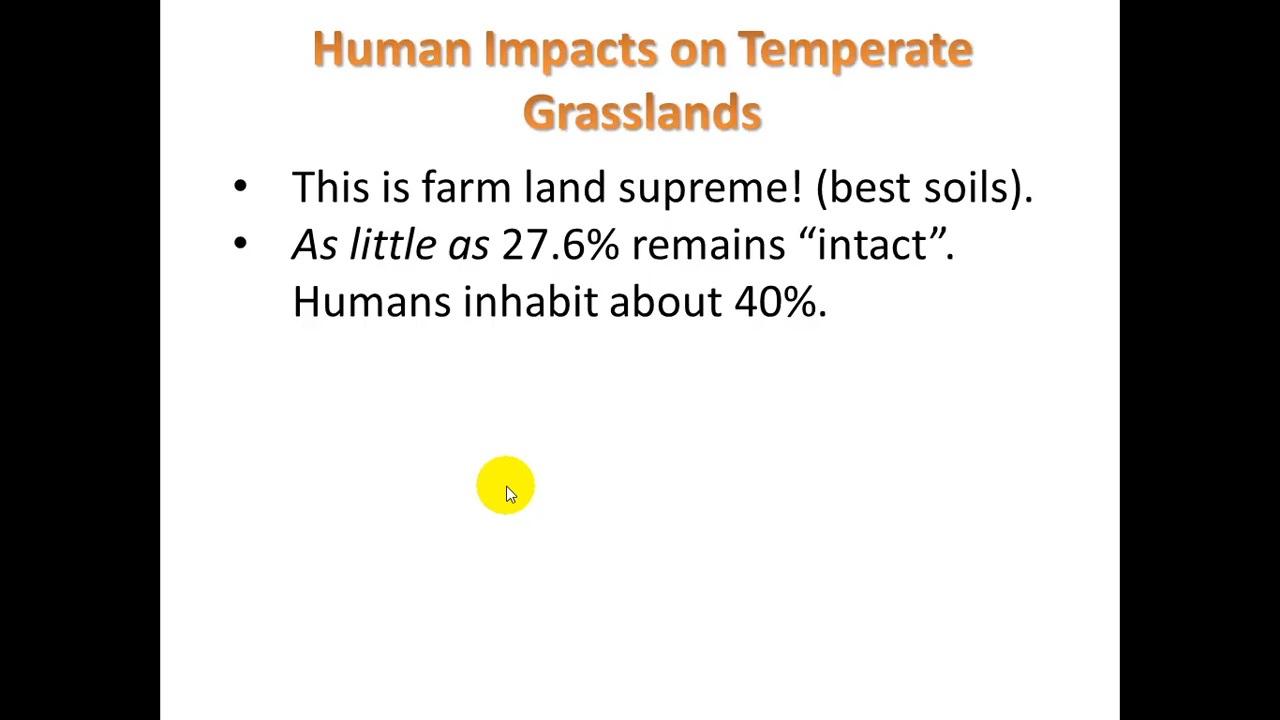 Human Impacts on Temperate
Grasslands
• This is farm land supreme! (best soils).
• As little as 27.6% remains “intact”.
Humans inhabit about 40%.